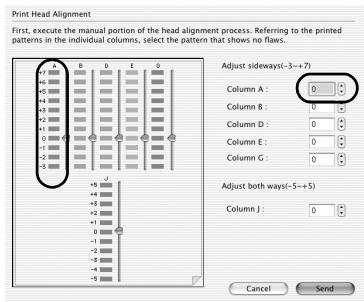 Print Head Alignment
First, execute the manual portion of the head alignment process. Referring to the printed
patterns in the individual columns, select the pattern that shows no flaws.
A B D E G
+7
+6
+5
+4
+3
+2
+1
0
-1
-2
-3
J
+5
+4
+3
+2
+1
0
-1
-2
-3
-4
-5
Adjust sideways(-3~+7)
Column A : 0
Column B : 0
Column D : 0
Column E : 0
Column G : 0
Adjust both ways(-5~+5)
Column J : 0
Cancel Send